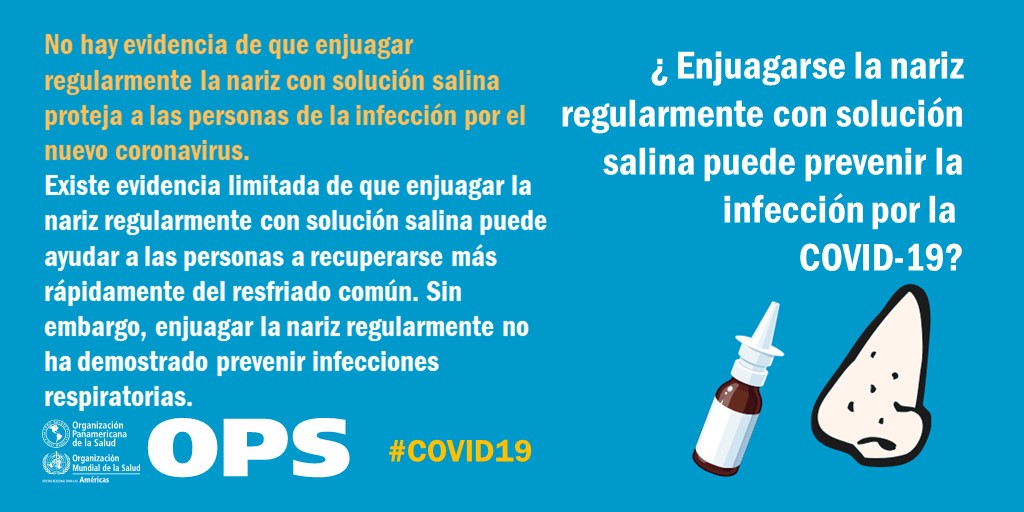 No hay evidencia de que enjuagar
regularmente la nariz con solución salina
proteja a las personas de la infección por el
nuevo coronavirus.
Existe evidencia limitada de que enjuagar la
nariz regularmente con solución salina puede
ayudar a las personas a recuperarse más
rápidamente del resfriado común. Sin
embargo, enjuagar la nariz regularmente no
ha demostrado prevenir infecciones
respiratorias.
¿ Enjuagarse la nariz
regularmente con solución
salina puede prevenir la
infección por la
COVID-19?
Organización
Panamericana
de la Salud
Organización
Mundial de la Salud
Américas
OPS
#COVID19